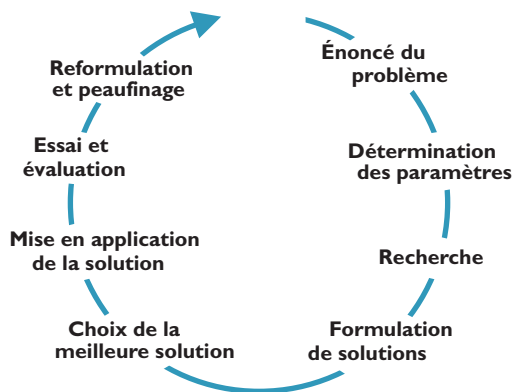 Énoncé du
problème
Détermination
des paramètres
Recherche
Formulation
de solutions
Choix de la
meilleure solution
Mise en application
de la solution
Essai et
évaluation
Reformulation
et peaufinage